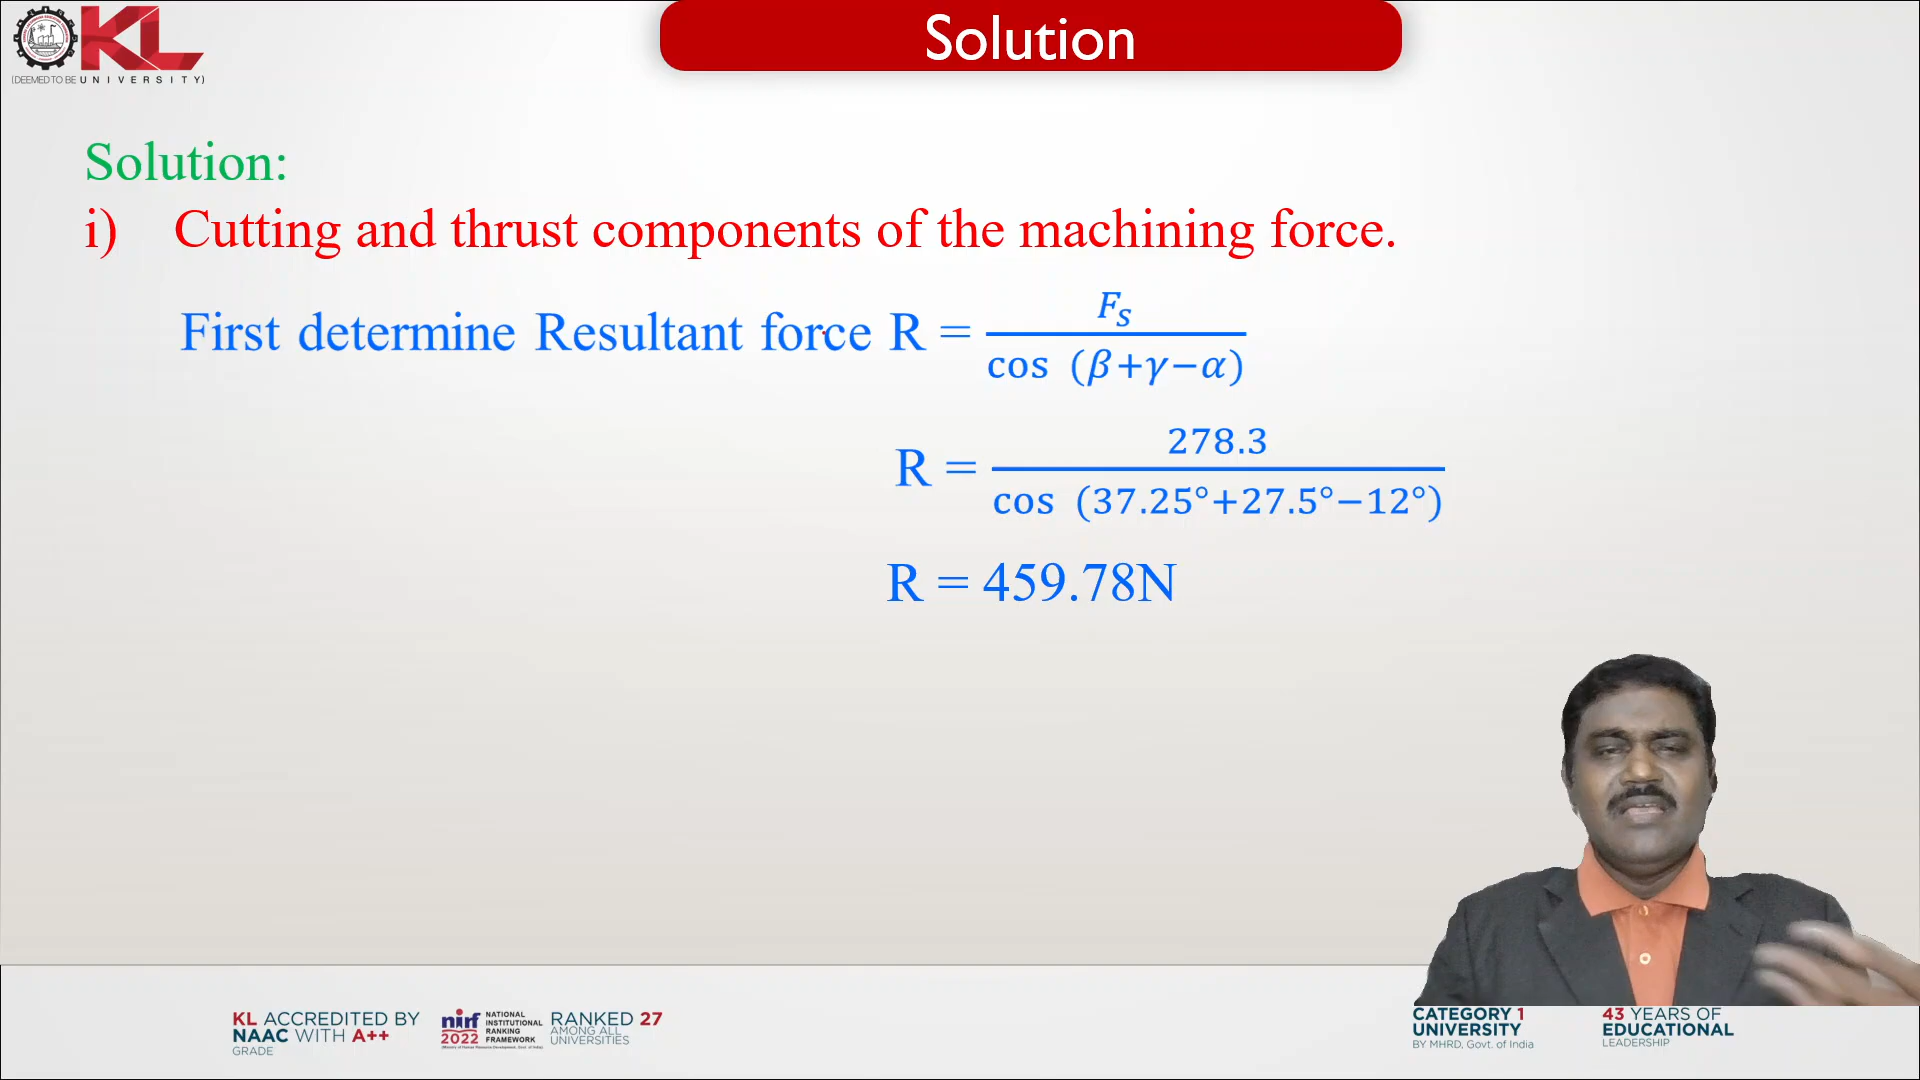 Solution
KL
(DEEMED TO BE UNIVERSITY)
Solution:
i) Cutting and thrust components of the machining force.
First determine Resultant force R = F_S / cos (β+γ−α)
R = 278.3 / cos (37.25°+27.5°−12°)
R = 459.78N
KL ACCREDITED BY
NAAC WITH A++
GRADE
nirf
2022
NATIONAL
INSTITUTIONAL
RANKING
FRAMEWORK
RANKED 27
AMONG ALL
UNIVERSITIES
CATEGORY 1
UNIVERSITY
BY MHRD, Govt. of India
43 YEARS OF
EDUCATIONAL
LEADERSHIP